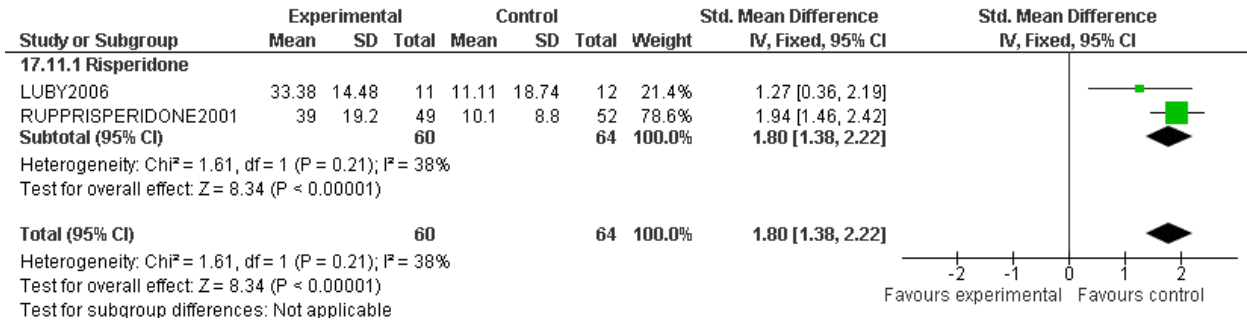 Experimental Control Std. Mean Difference Std. Mean Difference
Study or Subgroup Mean SD Total Mean SD Total Weight IV, Fixed, 95% CI IV, Fixed, 95% CI
17.11.1 Risperidone
LUBY2006 33.38 14.48 11 11.11 18.74 12 21.4% 1.27 [0.36, 2.19]
RUPPRISPERIDONE2001 39 19.2 49 10.1 8.8 52 78.6% 1.94 [1.46, 2.42]
Subtotal (95% CI) 60 64 100.0% 1.80 [1.38, 2.22]
Heterogeneity: Chi² = 1.61, df = 1 (P = 0.21); I² = 38%
Test for overall effect: Z = 8.34 (P < 0.00001)
Total (95% CI) 60 64 100.0% 1.80 [1.38, 2.22]
Heterogeneity: Chi² = 1.61, df = 1 (P = 0.21); I² = 38%
Test for overall effect: Z = 8.34 (P < 0.00001)
Test for subgroup differences: Not applicable
-2 -1 0 1 2
Favours experimental Favours control